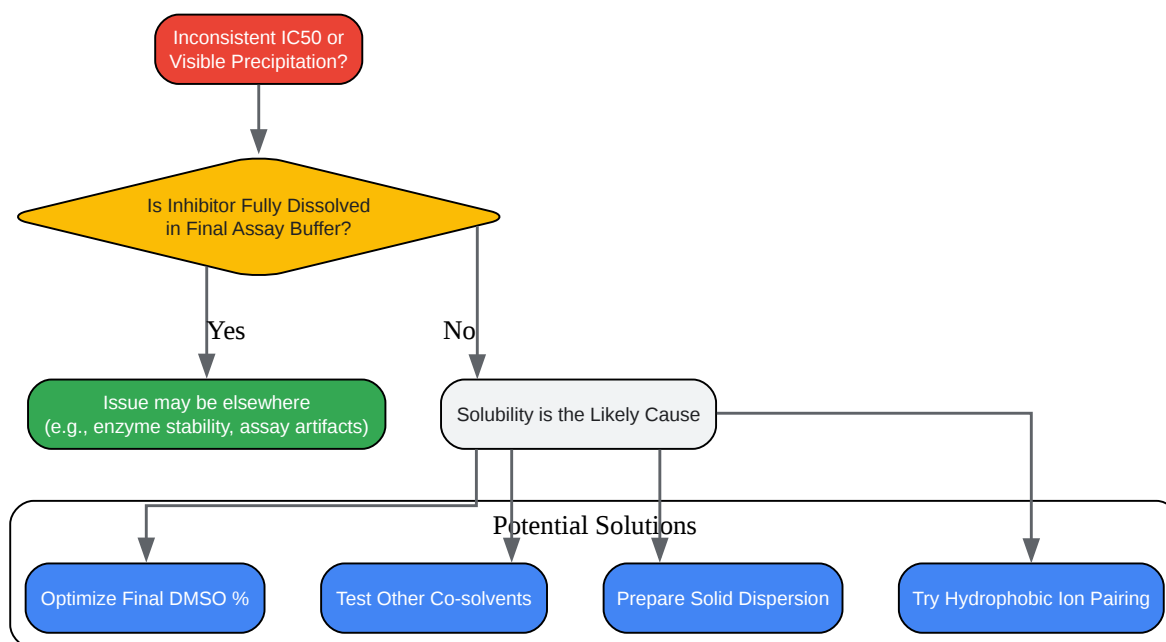 Inconsistent IC50 or
Visible Precipitation?
Is Inhibitor Fully Dissolved
in Final Assay Buffer?
Yes
No
Issue may be elsewhere
(e.g., enzyme stability, assay artifacts)
Solubility is the Likely Cause
Potential Solutions
Optimize Final DMSO %
Test Other Co-solvents
Prepare Solid Dispersion
Try Hydrophobic Ion Pairing